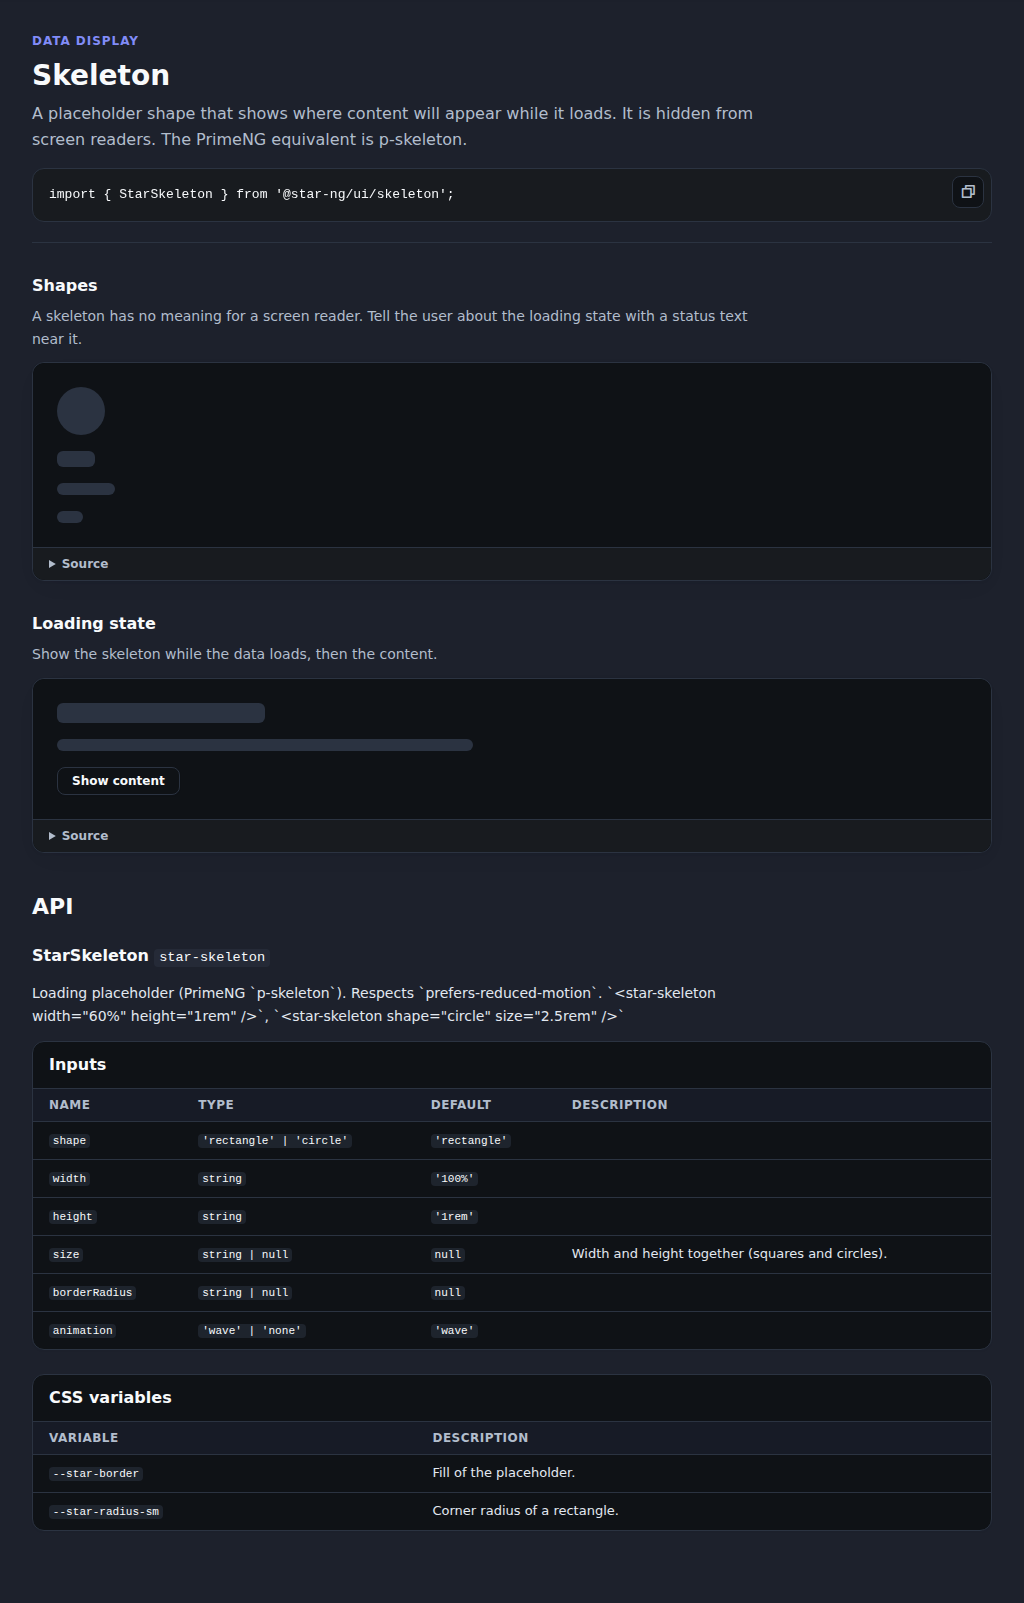 DATA DISPLAY
Skeleton
A placeholder shape that shows where content will appear while it loads. It is hidden from
screen readers. The PrimeNG equivalent is p-skeleton.
import { StarSkeleton } from '@star-ng/ui/skeleton';
Shapes
A skeleton has no meaning for a screen reader. Tell the user about the loading state with a status text
near it.
Source
Loading state
Show the skeleton while the data loads, then the content.
Show content
Source
API
StarSkeleton star-skeleton
Loading placeholder (PrimeNG `p-skeleton`). Respects `prefers-reduced-motion`. `<star-skeleton
width="60%" height="1rem" />`, `<star-skeleton shape="circle" size="2.5rem" />`
Inputs
NAME TYPE DEFAULT DESCRIPTION
shape 'rectangle' | 'circle' 'rectangle'
width string '100%'
height string '1rem'
size string | null null Width and height together (squares and circles).
borderRadius string | null null
animation 'wave' | 'none' 'wave'
CSS variables
VARIABLE DESCRIPTION
--star-border Fill of the placeholder.
--star-radius-sm Corner radius of a rectangle.